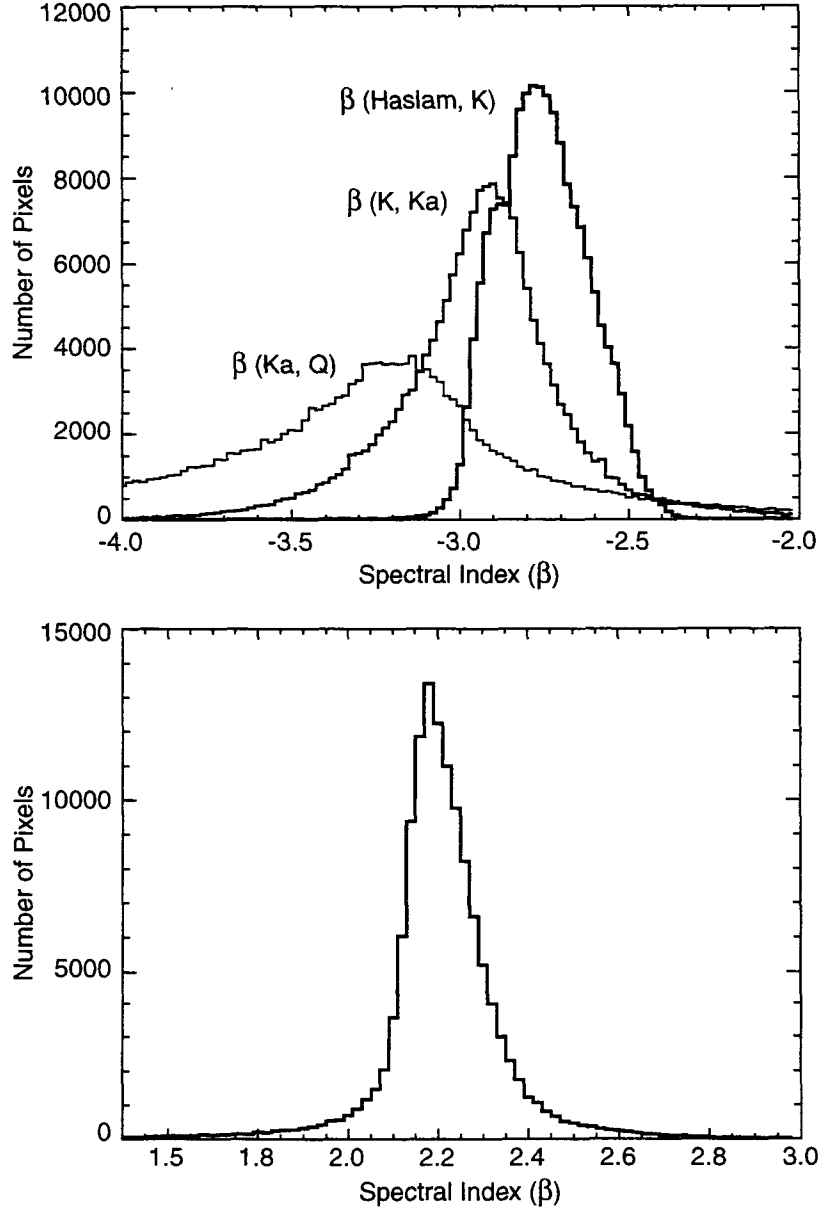 12000
10000
8000
6000
4000
2000
0
Number of Pixels
β (Haslam, K)
β (K, Ka)
β (Ka, Q)
-4.0 -3.5 -3.0 -2.5 -2.0
Spectral Index (β)
15000
10000
5000
0
Number of Pixels
1.5 1.8 2.0 2.2 2.4 2.6 2.8 3.0
Spectral Index (β)